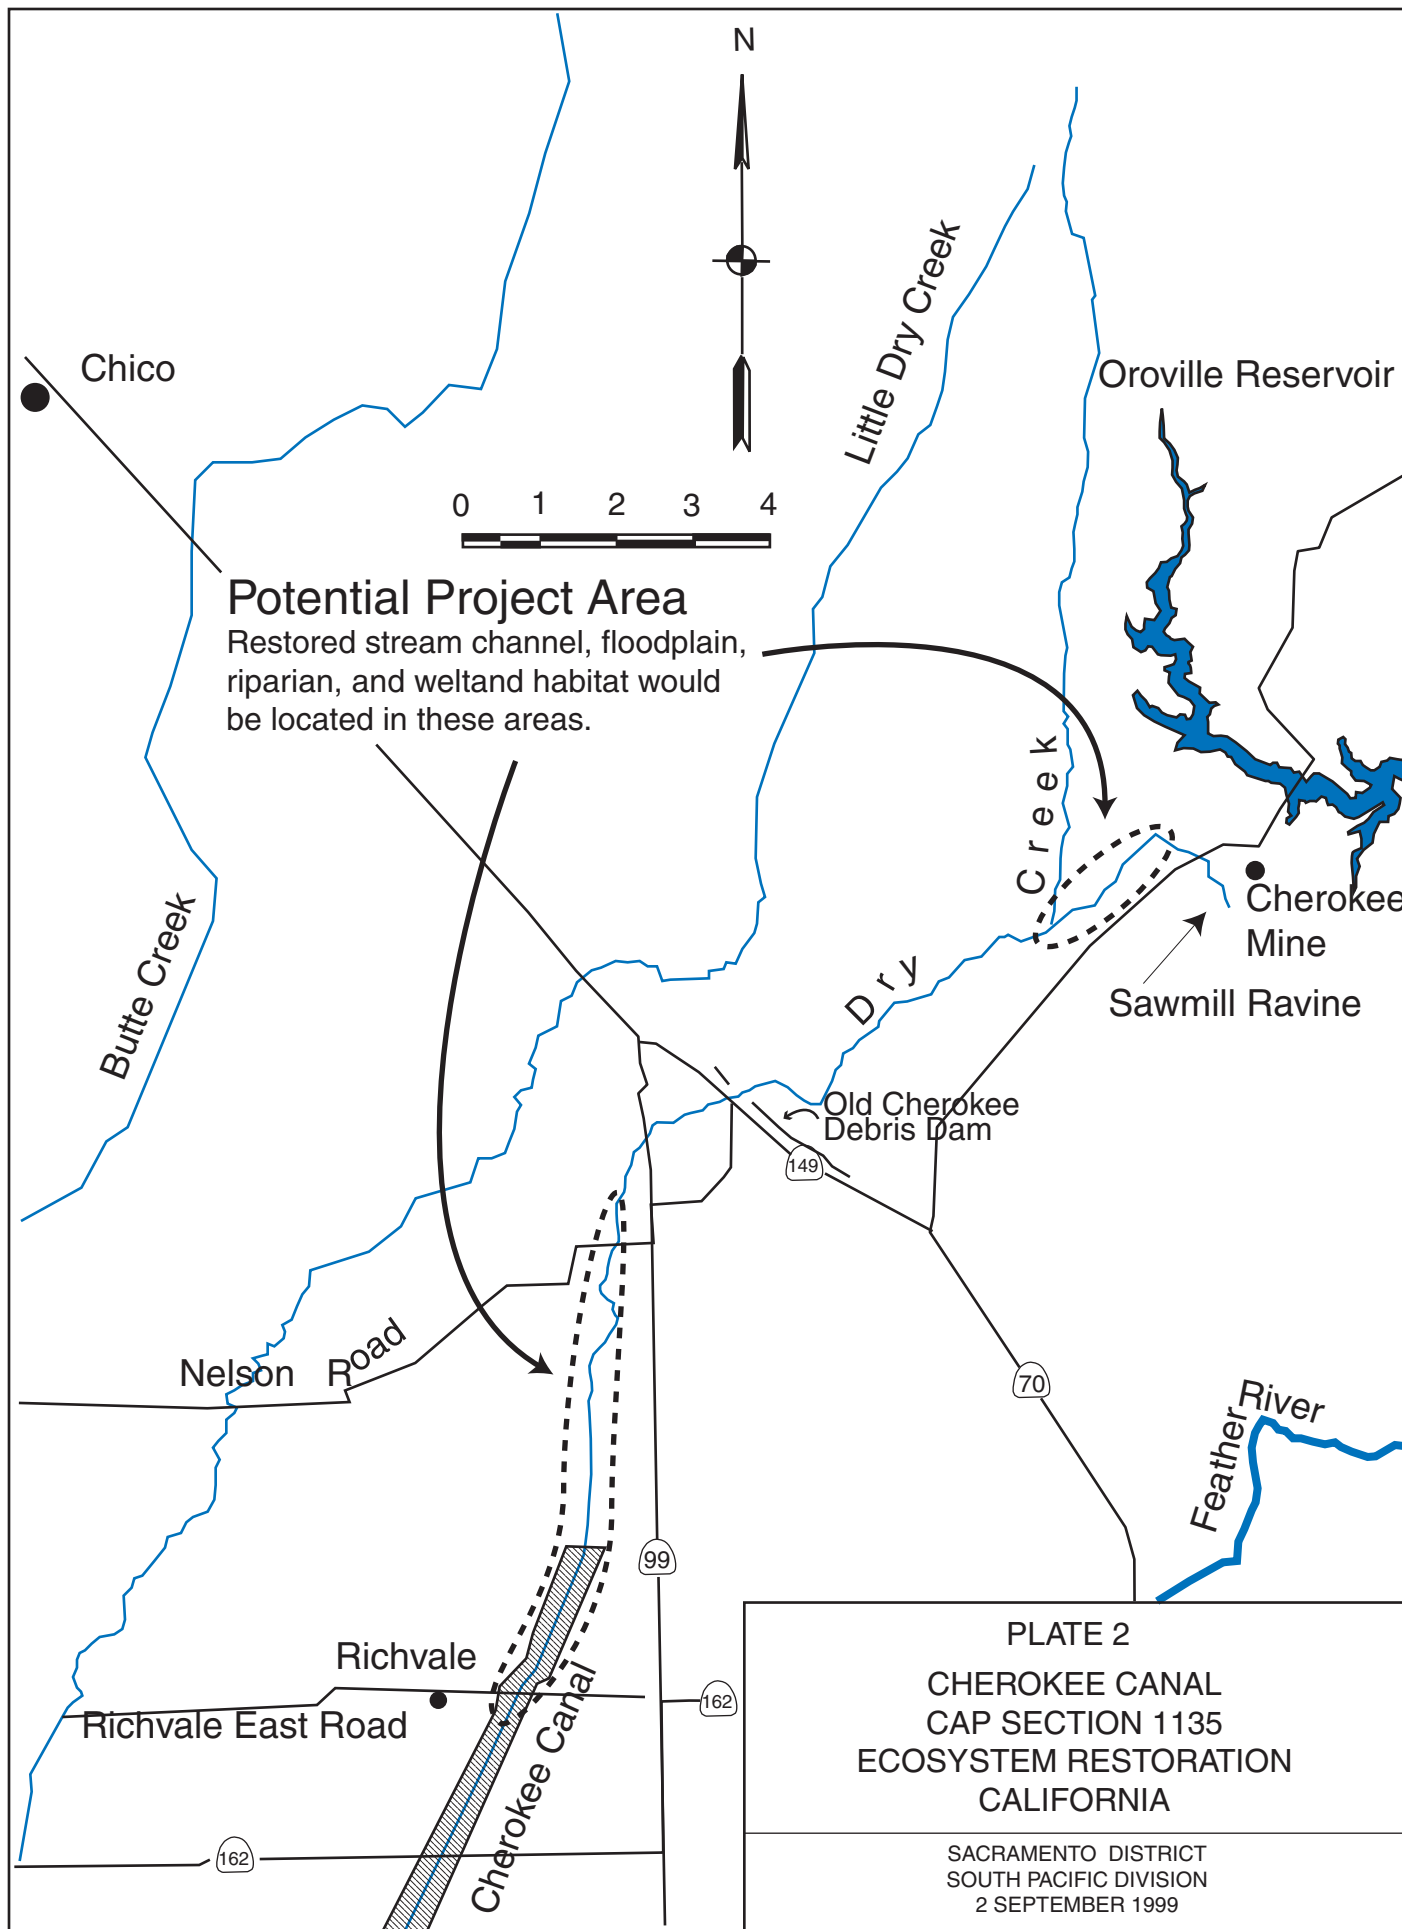 N
Chico
Little Dry Creek
Oroville Reservoir
0 1 2 3 4
Potential Project Area
Restored stream channel, floodplain,
riparian, and weltand habitat would
be located in these areas.
Butte Creek
Dry Creek
Cherokee
Mine
Sawmill Ravine
Old Cherokee
Debris Dam
149
Nelson Road
70
Feather River
99
Richvale
Richvale East Road
162
Cherokee Canal
162
PLATE 2
CHEROKEE CANAL
CAP SECTION 1135
ECOSYSTEM RESTORATION
CALIFORNIA
SACRAMENTO DISTRICT
SOUTH PACIFIC DIVISION
2 SEPTEMBER 1999